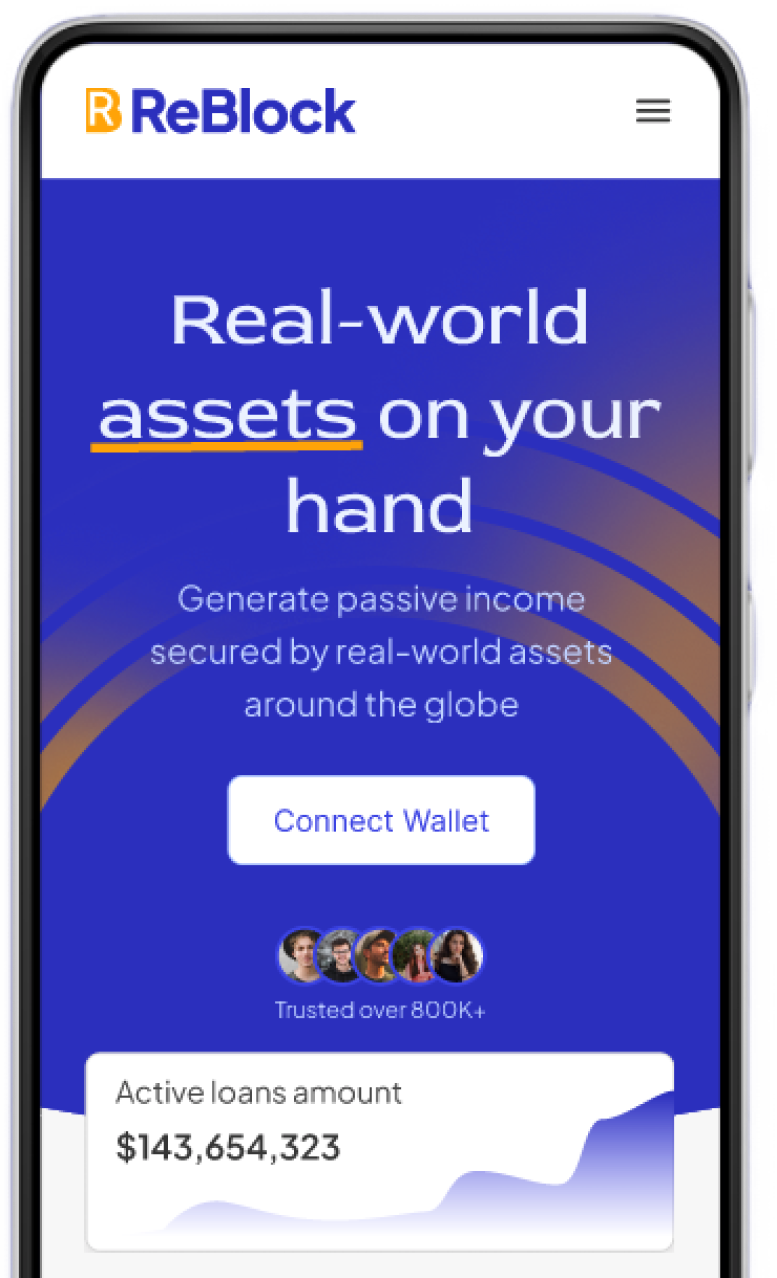 ReBlock
Real-world
assets on your
hand
Generate passive income
secured by real-world assets
around the globe
Connect Wallet
Trusted over 800K+
Active loans amount
$143,654,323